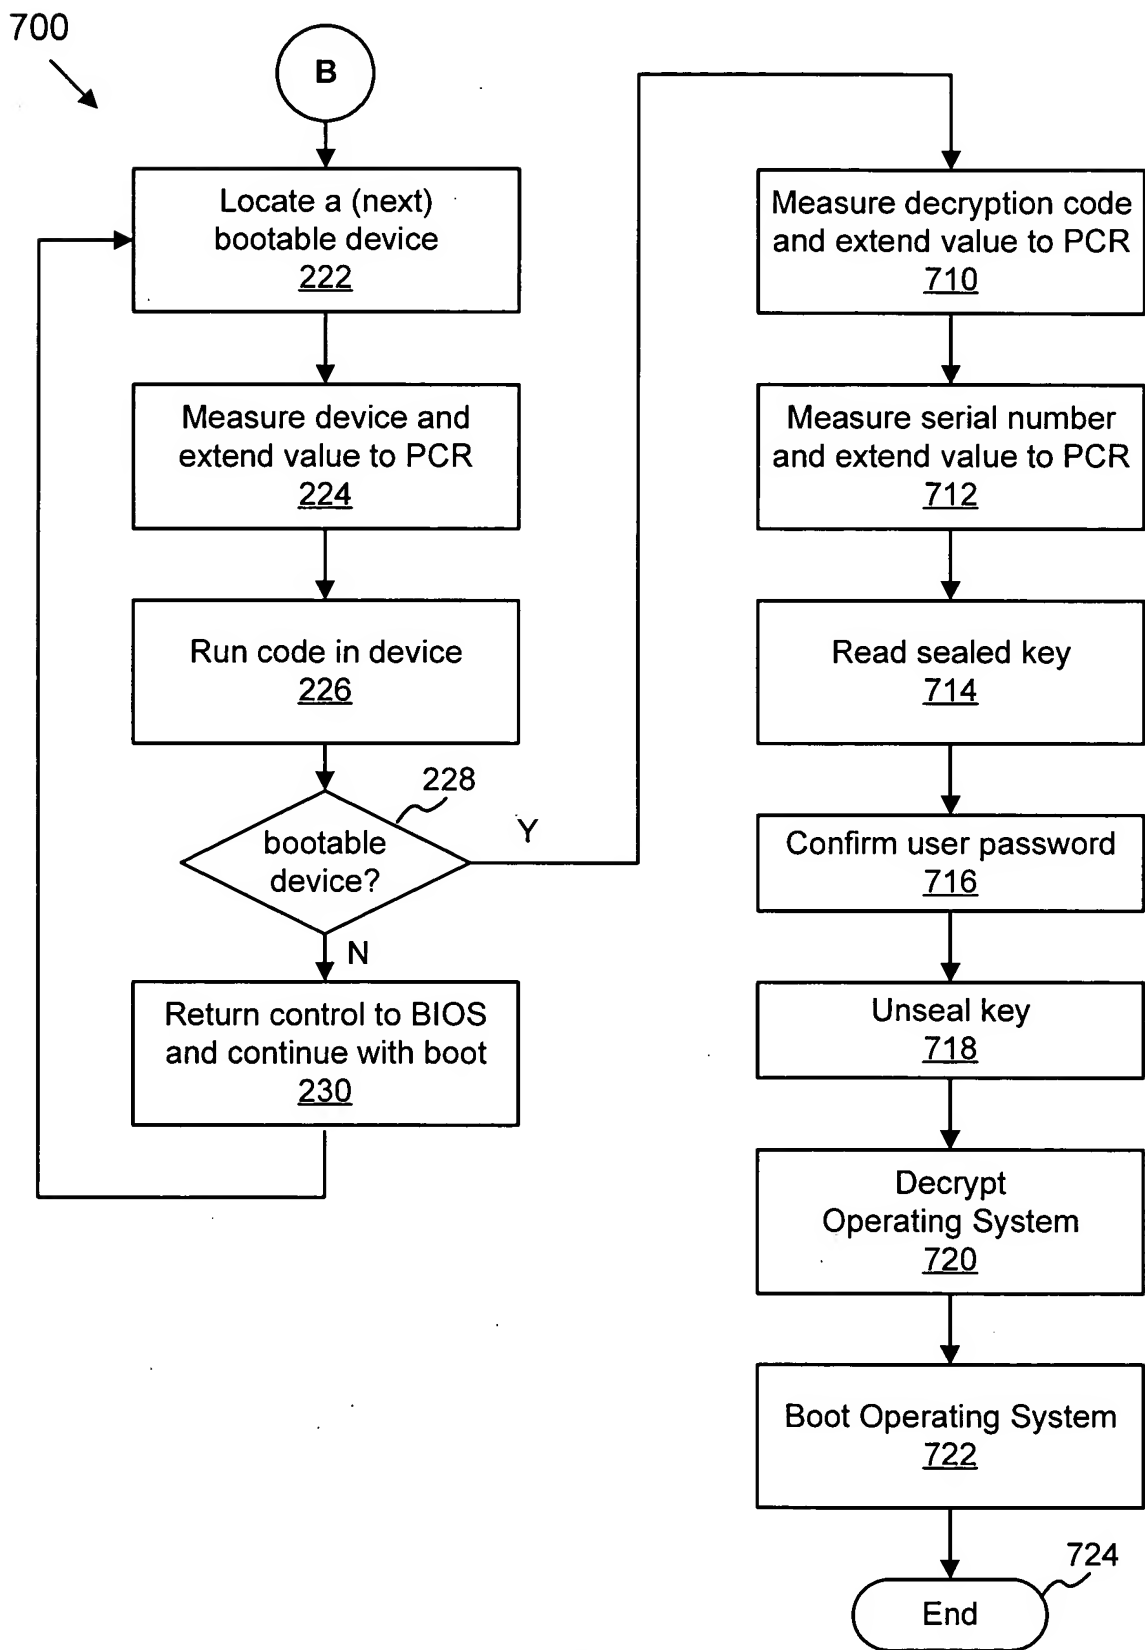 700
B
Locate a (next)
bootable device
222
Measure device and
extend value to PCR
224
Run code in device
226
228
bootable
device?
Y
N
Return control to BIOS
and continue with boot
230
Measure decryption code
and extend value to PCR
710
Measure serial number
and extend value to PCR
712
Read sealed key
714
Confirm user password
716
Unseal key
718
Decrypt
Operating System
720
Boot Operating System
722
724
End